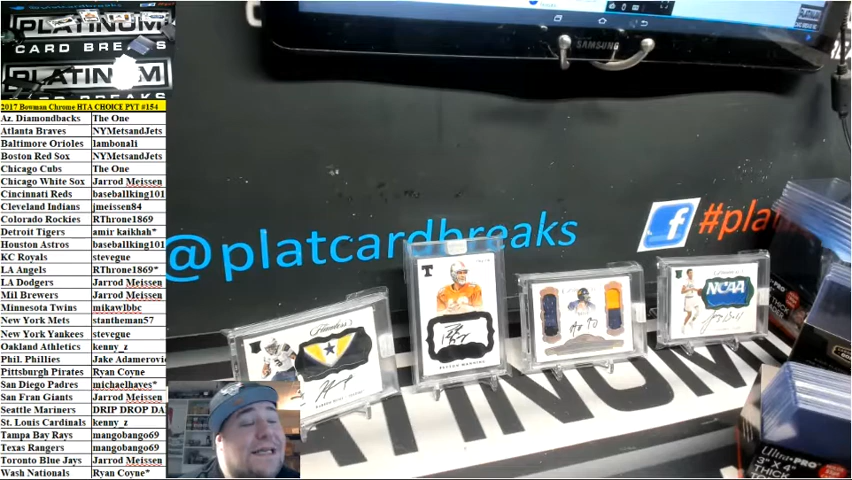 PLATINUM
CARD BREAKS
PLATINUM
2017 Bowman Chrome HTA CHOICE PYT #154
Az. Diamondbacks The One
Atlanta Braves NYMetsandJets
Baltimore Orioles lambonali
Boston Red Sox NYMetsandJets
Chicago Cubs The One
Chicago White Sox Jarrod Meissen
Cincinnati Reds baseballking101
Cleveland Indians jmeissen84
Colorado Rockies RThrone1869
Detroit Tigers amir kaikhah*
Houston Astros baseballking101
KC Royals stevegue
LA Angels RThrone1869*
LA Dodgers Jarrod Meissen
Mil Brewers Jarrod Meissen
Minnesota Twins mikawlbbc
New York Mets stantheman57
New York Yankees stevegue
Oakland Athletics kenny_z
Phil. Phillies Jake Adamerovic
Pittsburgh Pirates Ryan Coyne
San Diego Padres michaelhayes*
San Fran Giants Jarrod Meissen
Seattle Mariners DRIP DROP DA
St. Louis Cardinals kenny_z
Tampa Bay Rays mangobango69
Texas Rangers mangobango69
Toronto Blue Jays Jarrod Meissen
Wash Nationals Ryan Coyne*
SAMSUNG
@platcardbreaks
f
#pla
Flawless
T
PEYTON MANNING
NCAA
PLATINUM
Ultra·PRO
3" X 4"
THICK